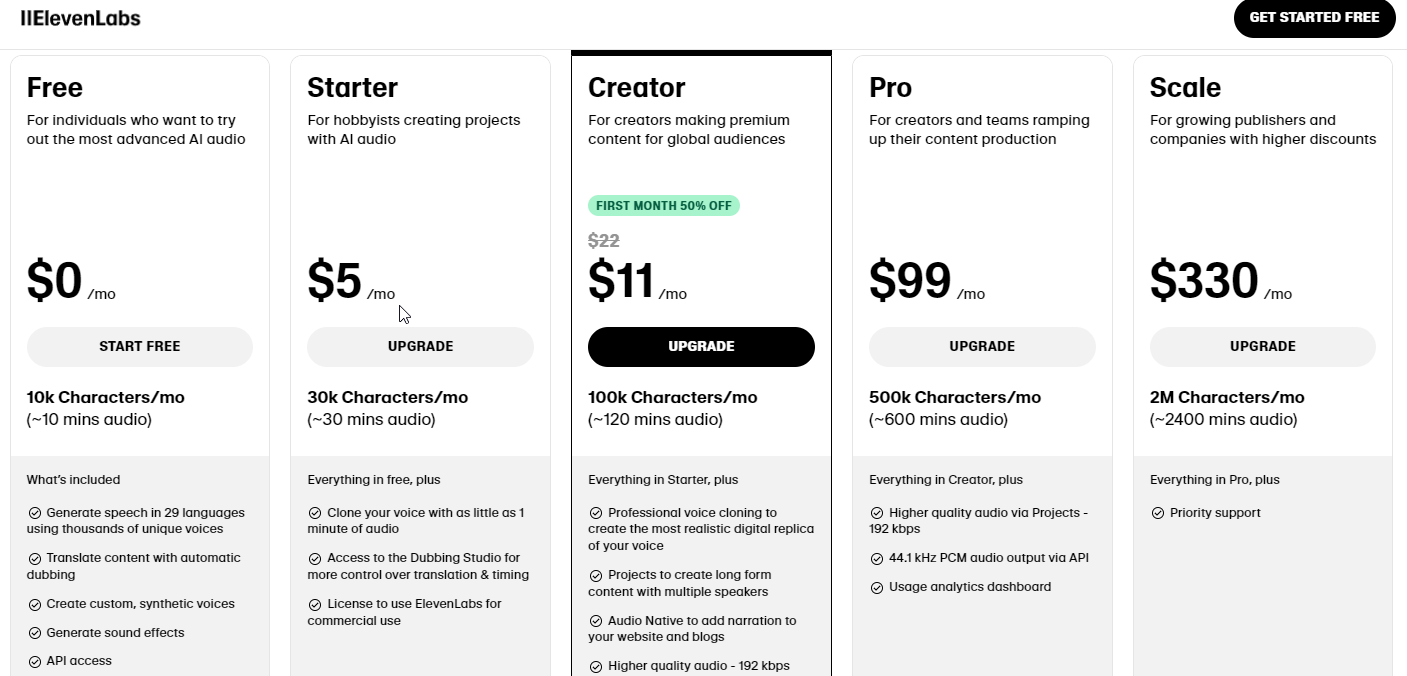 IIElevenLabs
GET STARTED FREE
Free
For individuals who want to try
out the most advanced AI audio
$0 /mo
START FREE
10k Characters/mo
(~10 mins audio)
What's included
Generate speech in 29 languages
using thousands of unique voices
Translate content with automatic
dubbing
Create custom, synthetic voices
Generate sound effects
API access
Starter
For hobbyists creating projects
with AI audio
$5 /mo
UPGRADE
30k Characters/mo
(~30 mins audio)
Everything in free, plus
Clone your voice with as little as 1
minute of audio
Access to the Dubbing Studio for
more control over translation & timing
License to use ElevenLabs for
commercial use
Creator
For creators making premium
content for global audiences
FIRST MONTH 50% OFF
$22
$11 /mo
UPGRADE
100k Characters/mo
(~120 mins audio)
Everything in Starter, plus
Professional voice cloning to
create the most realistic digital replica
of your voice
Projects to create long form
content with multiple speakers
Audio Native to add narration to
your website and blogs
Higher quality audio - 192 kbps
Pro
For creators and teams ramping
up their content production
$99 /mo
UPGRADE
500k Characters/mo
(~600 mins audio)
Everything in Creator, plus
Higher quality audio via Projects -
192 kbps
44.1 kHz PCM audio output via API
Usage analytics dashboard
Scale
For growing publishers and
companies with higher discounts
$330 /mo
UPGRADE
2M Characters/mo
(~2400 mins audio)
Everything in Pro, plus
Priority support